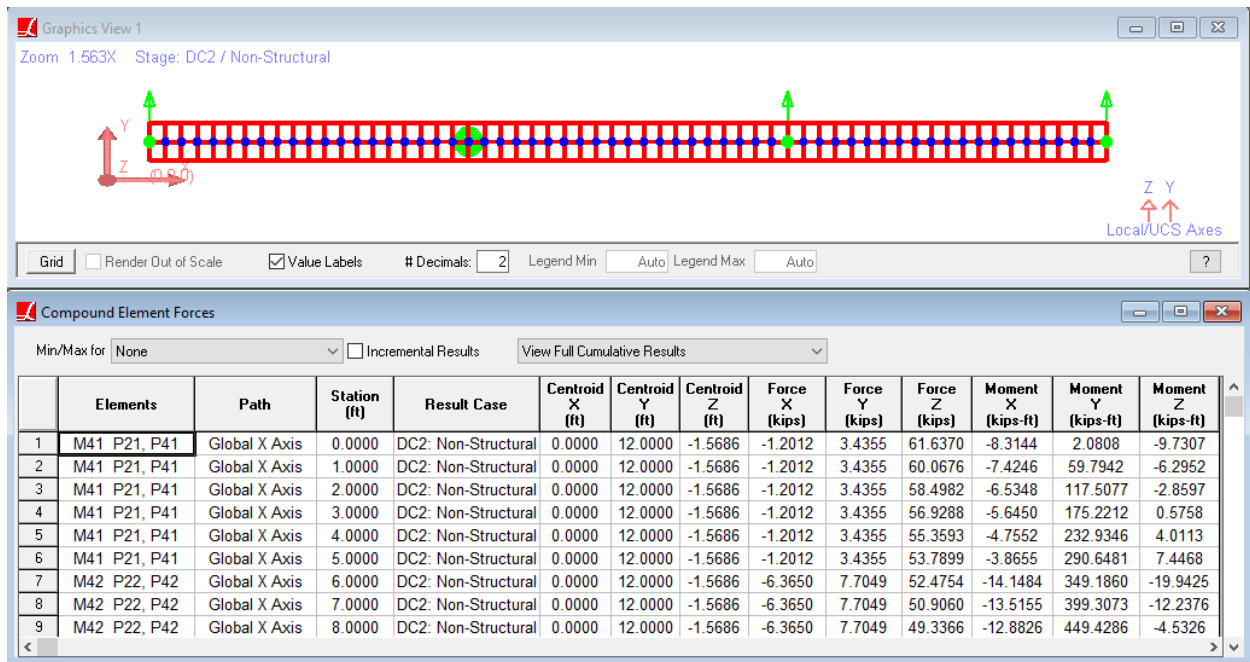 Graphics View 1
Zoom 1.563X Stage: DC2 / Non-Structural
Y
Z X
(0,0,0)
Z Y
Local/UCS Axes
Grid Render Out of Scale Value Labels # Decimals: 2 Legend Min Auto Legend Max Auto ?
Compound Element Forces
Min/Max for None Incremental Results View Full Cumulative Results
Elements Path Station (ft) Result Case Centroid X (ft) Centroid Y (ft) Centroid Z (ft) Force X (kips) Force Y (kips) Force Z (kips) Moment X (kips-ft) Moment Y (kips-ft) Moment Z (kips-ft)
1 M41 P21, P41 Global X Axis 0.0000 DC2: Non-Structural 0.0000 12.0000 -1.5686 -1.2012 3.4355 61.6370 -8.3144 2.0808 -9.7307
2 M41 P21, P41 Global X Axis 1.0000 DC2: Non-Structural 0.0000 12.0000 -1.5686 -1.2012 3.4355 60.0676 -7.4246 59.7942 -6.2952
3 M41 P21, P41 Global X Axis 2.0000 DC2: Non-Structural 0.0000 12.0000 -1.5686 -1.2012 3.4355 58.4982 -6.5348 117.5077 -2.8597
4 M41 P21, P41 Global X Axis 3.0000 DC2: Non-Structural 0.0000 12.0000 -1.5686 -1.2012 3.4355 56.9288 -5.6450 175.2212 0.5758
5 M41 P21, P41 Global X Axis 4.0000 DC2: Non-Structural 0.0000 12.0000 -1.5686 -1.2012 3.4355 55.3593 -4.7552 232.9346 4.0113
6 M41 P21, P41 Global X Axis 5.0000 DC2: Non-Structural 0.0000 12.0000 -1.5686 -1.2012 3.4355 53.7899 -3.8655 290.6481 7.4468
7 M42 P22, P42 Global X Axis 6.0000 DC2: Non-Structural 0.0000 12.0000 -1.5686 -6.3650 7.7049 52.4754 -14.1484 349.1860 -19.9425
8 M42 P22, P42 Global X Axis 7.0000 DC2: Non-Structural 0.0000 12.0000 -1.5686 -6.3650 7.7049 50.9060 -13.5155 399.3073 -12.2376
9 M42 P22, P42 Global X Axis 8.0000 DC2: Non-Structural 0.0000 12.0000 -1.5686 -6.3650 7.7049 49.3366 -12.8826 449.4286 -4.5326